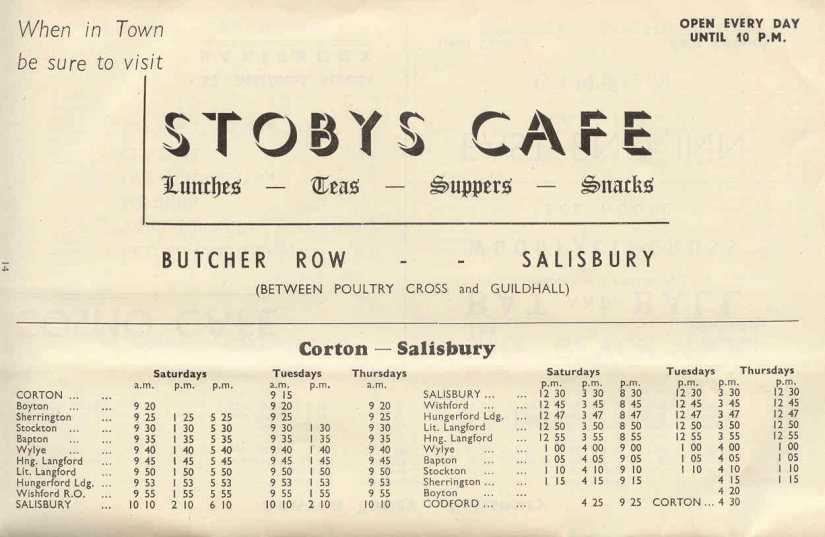 When in Town
be sure to visit
OPEN EVERY DAY
UNTIL 10 P.M.
STOBYS CAFE
Lunches — Teas — Suppers — Snacks
BUTCHER ROW - - SALISBURY
(BETWEEN POULTRY CROSS and GUILDHALL)
14
Corton — Salisbury
Saturdays Tuesdays Thursdays
a.m. p.m. p.m. a.m. p.m. a.m.
CORTON ... ... 9 15
Boyton ... ... 9 20 9 20 9 20
Sherrington ... 9 25 1 25 5 25 9 25 9 25
Stockton ... ... 9 30 1 30 5 30 9 30 1 30 9 30
Bapton ... ... 9 35 1 35 5 35 9 35 1 35 9 35
Wylye ... ... 9 40 1 40 5 40 9 40 1 40 9 40
Hng. Langford ... 9 45 1 45 5 45 9 45 1 45 9 45
Lit. Langford ... 9 50 1 50 5 50 9 50 1 50 9 50
Hungerford Ldg. ... 9 53 1 53 5 53 9 53 1 53 9 53
Wishford R.O. ... 9 55 1 55 5 55 9 55 1 55 9 55
SALISBURY ... 10 10 2 10 6 10 10 10 2 10 10 10
Saturdays Tuesdays Thursdays
p.m. p.m. p.m. p.m. p.m. p.m.
SALISBURY ... ... 12 30 3 30 8 30 12 30 3 30 12 30
Wishford ... ... 12 45 3 45 8 45 12 45 3 45 12 45
Hungerford Ldg. ... 12 47 3 47 8 47 12 47 3 47 12 47
Lit. Langford ... 12 50 3 50 8 50 12 50 3 50 12 50
Hng. Langford ... 12 55 3 55 8 55 12 55 3 55 12 55
Wylye ... ... 1 00 4 00 9 00 1 00 4 00 1 00
Bapton ... ... 1 05 4 05 9 05 1 05 4 05 1 05
Stockton ... ... 1 10 4 10 9 10 1 10 4 10 1 10
Sherrington ... ... 1 15 4 15 9 15 4 15 1 15
Boyton ... ... 4 20
CODFORD ... ... 4 25 9 25 CORTON ... 4 30